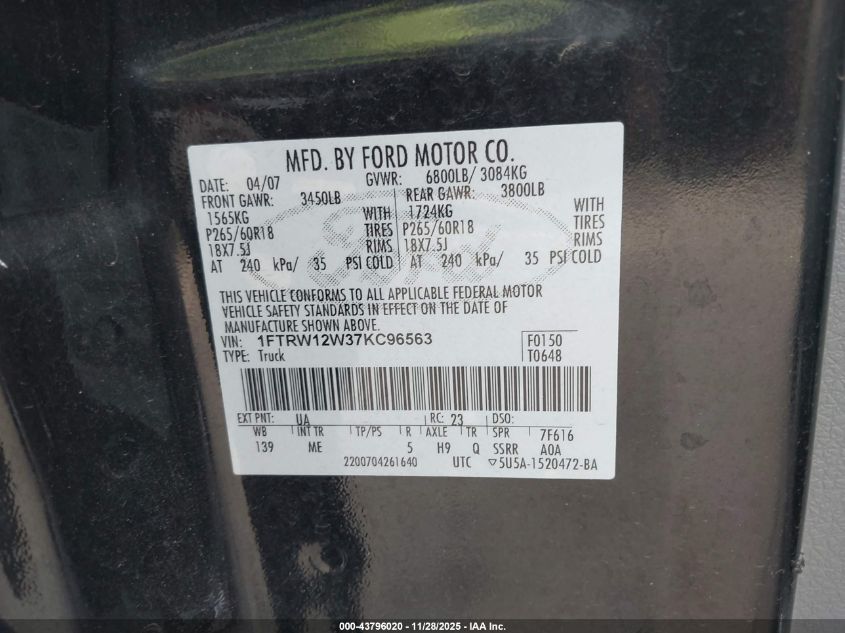 MFD. BY FORD MOTOR CO.
DATE: 04/07 GVWR: 6800LB/ 3084KG
FRONT GAWR: 3450LB REAR GAWR: 3800LB
1565KG WITH 1724KG WITH
P265/60R18 TIRES P265/60R18 TIRES
18X7.5J RIMS 18X7.5J RIMS
AT 240 kPa/ 35 PSI COLD AT 240 kPa/ 35 PSI COLD
THIS VEHICLE CONFORMS TO ALL APPLICABLE FEDERAL MOTOR
VEHICLE SAFETY STANDARDS IN EFFECT ON THE DATE OF
MANUFACTURE SHOWN ABOVE.
VIN: 1FTRW12W37KC96563 F0150
TYPE: Truck T0648
EXT PNT: UA RC: 23 DSO:
WB INT TR TP/PS R AXLE TR SPR 7F616
139 ME 5 H9 Q SSRR AOA
2200704261640 UTC ▽5U5A-1520472-BA
000-43796020 | 11/28/2025 - IAA Inc.